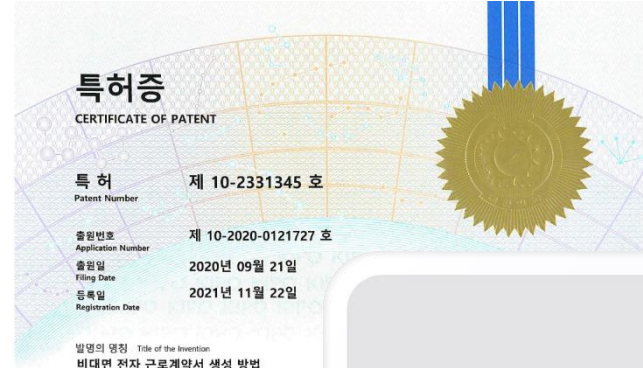 특허증
CERTIFICATE OF PATENT
특 허 제 10-2331345 호
Patent Number
출원번호 제 10-2020-0121727 호
Application Number
출원일 2020년 09월 21일
Filing Date
등록일 2021년 11월 22일
Registration Date
발명의 명칭 Title of the Invention
비대면 전자 근로계약서 생성 방법